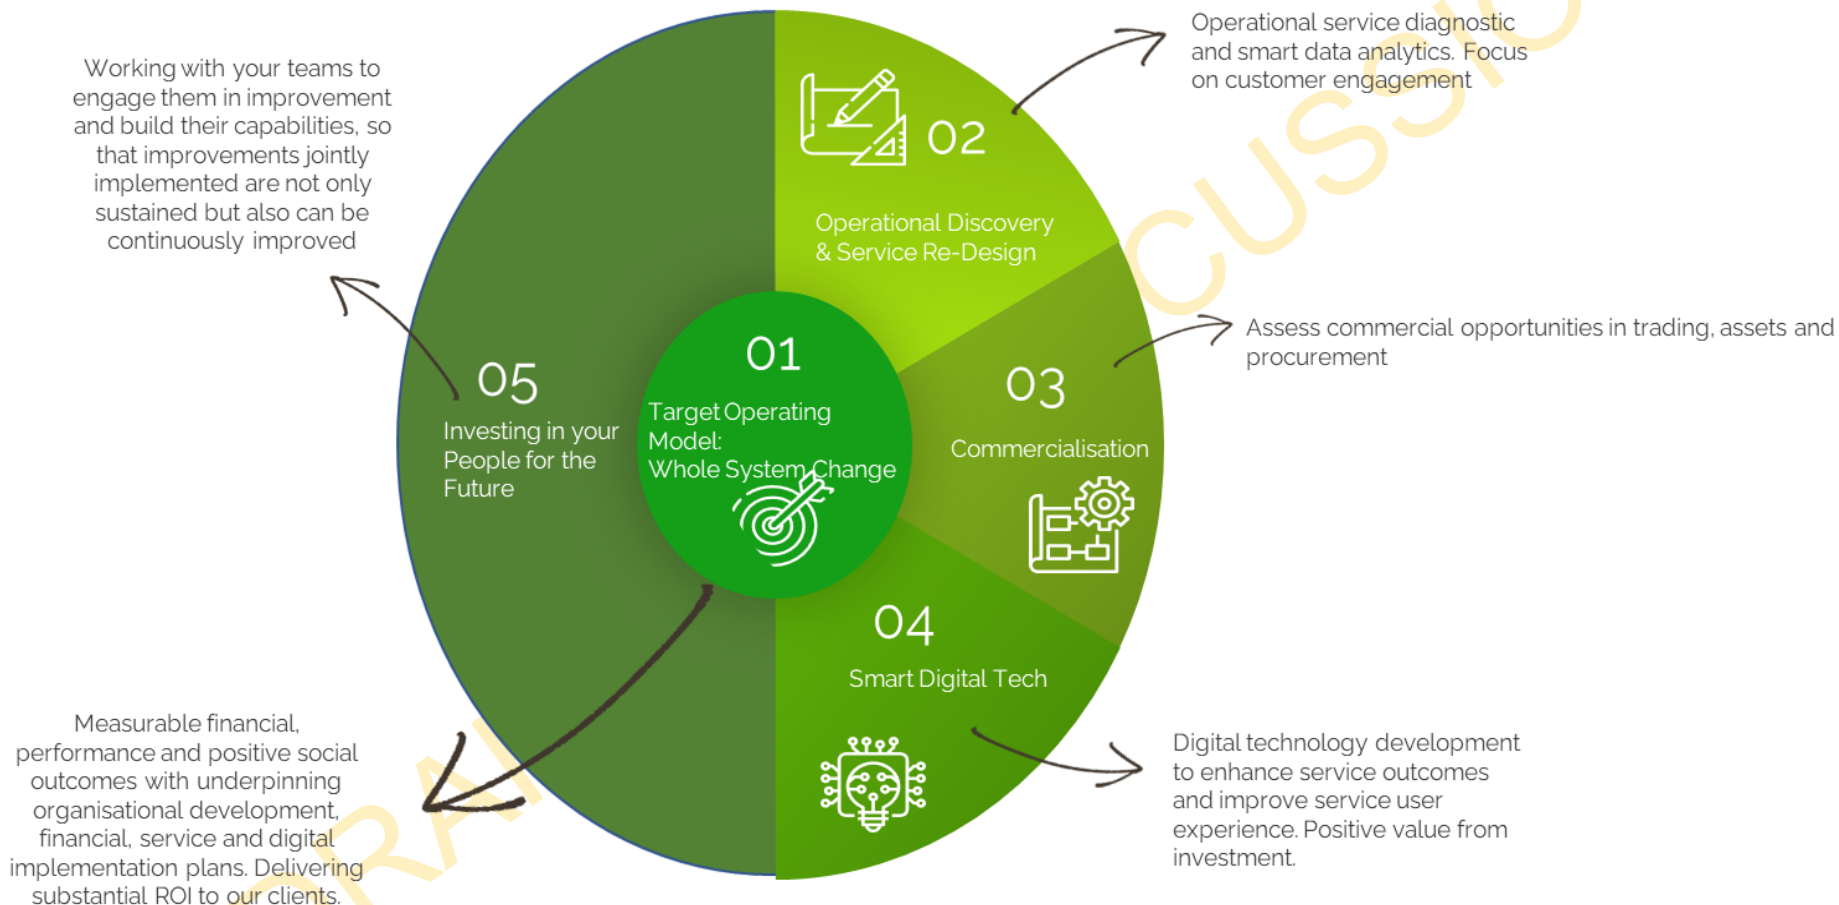 Working with your teams to
engage them in improvement
and build their capabilities, so
that improvements jointly
implemented are not only
sustained but also can be
continuously improved
Operational service diagnostic
and smart data analytics. Focus
on customer engagement
02
Operational Discovery
& Service Re-Design
Assess commercial opportunities in trading, assets and
procurement
01
Target Operating
Model:
Whole System Change
03
Commercialisation
05
Investing in your
People for the
Future
04
Smart Digital Tech
Measurable financial,
performance and positive social
outcomes with underpinning
organisational development,
financial, service and digital
implementation plans. Delivering
substantial ROI to our clients.
Digital technology development
to enhance service outcomes
and improve service user
experience. Positive value from
investment.